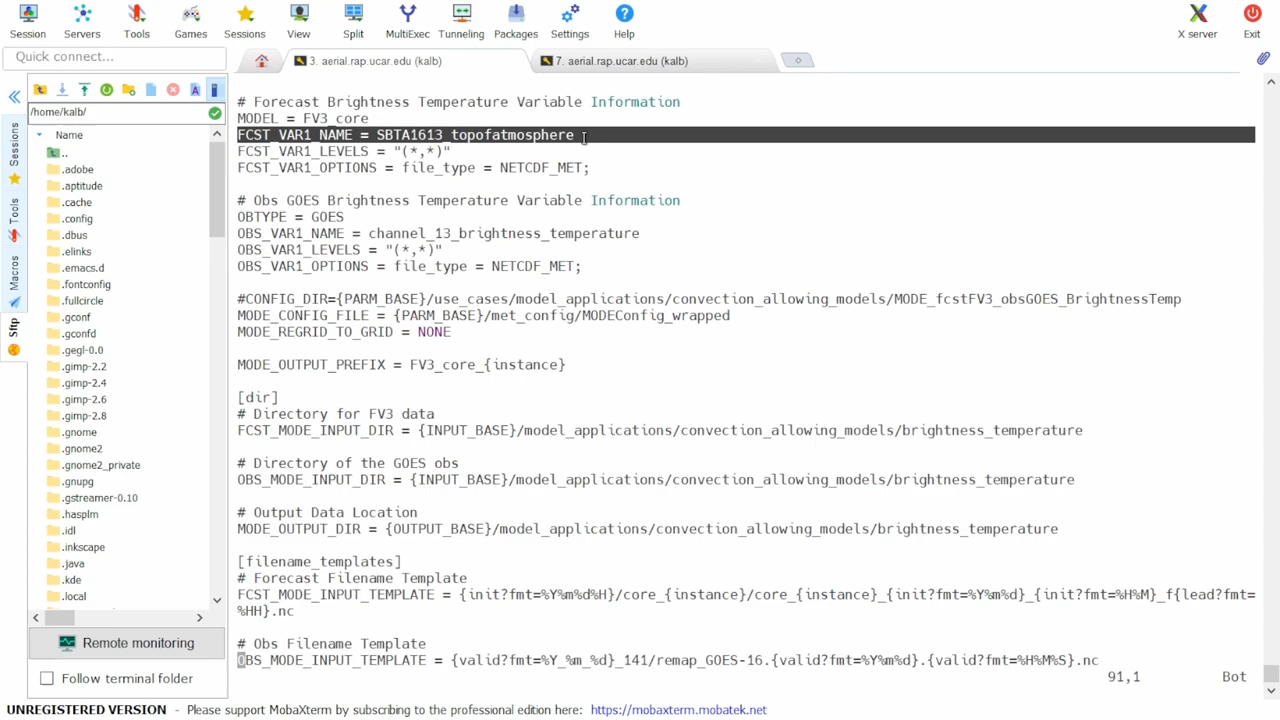 Session Servers Tools Games Sessions View Split MultiExec Tunneling Packages Settings Help X server Exit
Quick connect...
3. aerial.rap.ucar.edu (kalb)
7. aerial.rap.ucar.edu (kalb)
/home/kalb/
Name
..
.adobe
.aptitude
.cache
.config
.dbus
.elinks
.emacs.d
.fontconfig
.fullcircle
.gconf
.gconfd
.gegl-0.0
.gimp-2.2
.gimp-2.4
.gimp-2.6
.gimp-2.8
.gnome
.gnome2
.gnome2_private
.gnupg
.gstreamer-0.10
.hasplm
.idl
.inkscape
.java
.kde
.local
Sessions
Tools
Macros
Sftp
Remote monitoring
Follow terminal folder
# Forecast Brightness Temperature Variable Information
MODEL = FV3_core
FCST_VAR1_NAME = SBTA1613_topofatmosphere
FCST_VAR1_LEVELS = "(*,*)"
FCST_VAR1_OPTIONS = file_type = NETCDF_MET;
# Obs GOES Brightness Temperature Variable Information
OBTYPE = GOES
OBS_VAR1_NAME = channel_13_brightness_temperature
OBS_VAR1_LEVELS = "(*,*)"
OBS_VAR1_OPTIONS = file_type = NETCDF_MET;
#CONFIG_DIR={PARM_BASE}/use_cases/model_applications/convection_allowing_models/MODE_fcstFV3_obsGOES_BrightnessTemp
MODE_CONFIG_FILE = {PARM_BASE}/met_config/MODEConfig_wrapped
MODE_REGRID_TO_GRID = NONE
MODE_OUTPUT_PREFIX = FV3_core_{instance}
[dir]
# Directory for FV3 data
FCST_MODE_INPUT_DIR = {INPUT_BASE}/model_applications/convection_allowing_models/brightness_temperature
# Directory of the GOES obs
OBS_MODE_INPUT_DIR = {INPUT_BASE}/model_applications/convection_allowing_models/brightness_temperature
# Output Data Location
MODE_OUTPUT_DIR = {OUTPUT_BASE}/model_applications/convection_allowing_models/brightness_temperature
[filename_templates]
# Forecast Filename Template
FCST_MODE_INPUT_TEMPLATE = {init?fmt=%Y%m%d%H}/core_{instance}/core_{instance}_{init?fmt=%Y%m%d}_{init?fmt=%H%M}_f{lead?fmt=
%HH}.nc
# Obs Filename Template
OBS_MODE_INPUT_TEMPLATE = {valid?fmt=%Y_%m_%d}_141/remap_GOES-16.{valid?fmt=%Y%m%d}.{valid?fmt=%H%M%S}.nc
91,1 Bot
UNREGISTERED VERSION - Please support MobaXterm by subscribing to the professional edition here: https://mobaxterm.mobatek.net